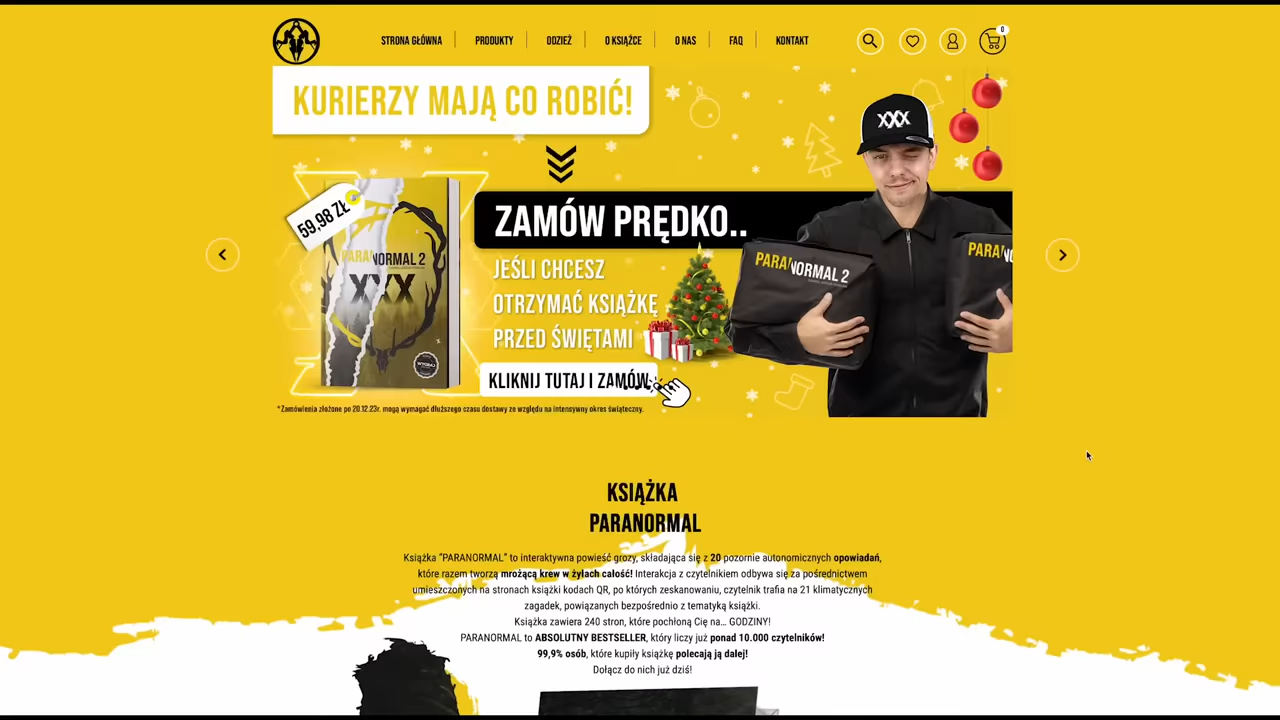 STRONA GŁÓWNA
PRODUKTY
ODZIEŻ
O KSIĄŻCE
O NAS
FAQ
KONTAKT
0
KURIERZY MAJĄ CO ROBIĆ!
XXX
59,98 ZŁ
ZAMÓW PRĘDKO..
PARANORMAL 2
XXX
JEŚLI CHCESZ
OTRZYMAĆ KSIĄŻKĘ
PRZED ŚWIĘTAMI
PARANORMAL 2
PARANO
KLIKNIJ TUTAJ I ZAMÓW
*Zamówienia złożone po 20.12.23r. mogą wymagać dłuższego czasu dostawy ze względu na intensywny okres świąteczny.
KSIĄŻKA
PARANORMAL
Książka “PARANORMAL” to interaktywna powieść grozy, składająca się z 20 pozornie autonomicznych opowiadań,
które razem tworzą mrożącą krew w żyłach całość! Interakcja z czytelnikiem odbywa się za pośrednictwem
umieszczonych na stronach książki kodach QR, po których zeskanowaniu, czytelnik trafia na 21 klimatycznych
zagadek, powiązanych bezpośrednio z tematyką książki.
Książka zawiera 240 stron, które pochłoną Cię na... GODZINY!
PARANORMAL to ABSOLUTNY BESTSELLER, który liczy już ponad 10.000 czytelników!
99,9% osób, które kupiły książkę polecają ją dalej!
Dołącz do nich już dziś!